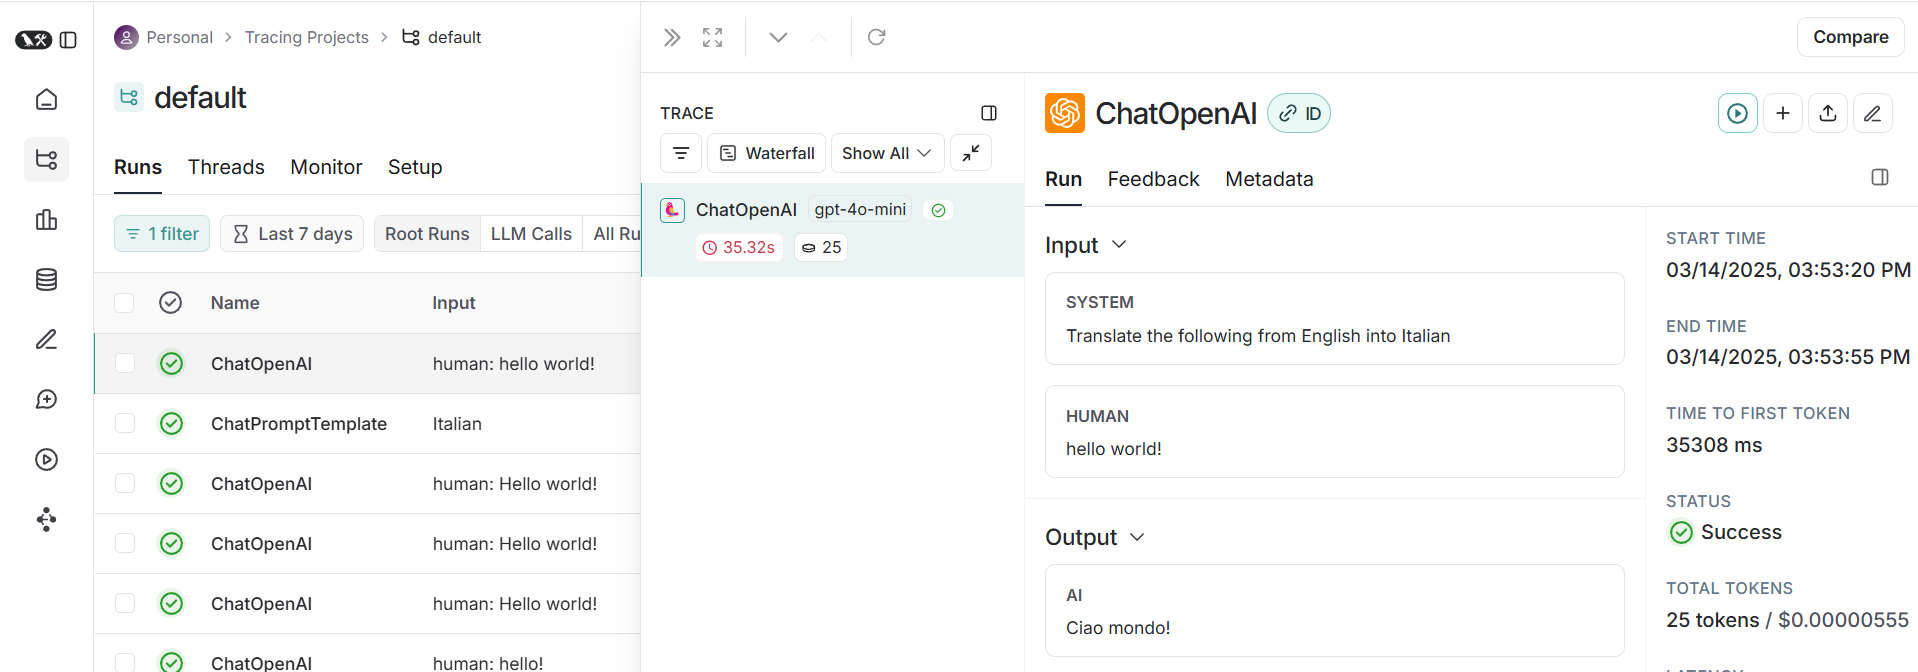 Personal > Tracing Projects > default
default
Runs Threads Monitor Setup
1 filter Last 7 days Root Runs LLM Calls All Ru
Name Input
ChatOpenAI human: hello world!
ChatPromptTemplate Italian
ChatOpenAI human: Hello world!
ChatOpenAI human: Hello world!
ChatOpenAI human: Hello world!
ChatOpenAI human: hello!
Compare
TRACE
Waterfall Show All
ChatOpenAI gpt-4o-mini
35.32s 25
ChatOpenAI ID
Run Feedback Metadata
Input
SYSTEM
Translate the following from English into Italian
HUMAN
hello world!
Output
AI
Ciao mondo!
START TIME
03/14/2025, 03:53:20 PM
END TIME
03/14/2025, 03:53:55 PM
TIME TO FIRST TOKEN
35308 ms
STATUS
Success
TOTAL TOKENS
25 tokens / $0.00000555
LATENCY